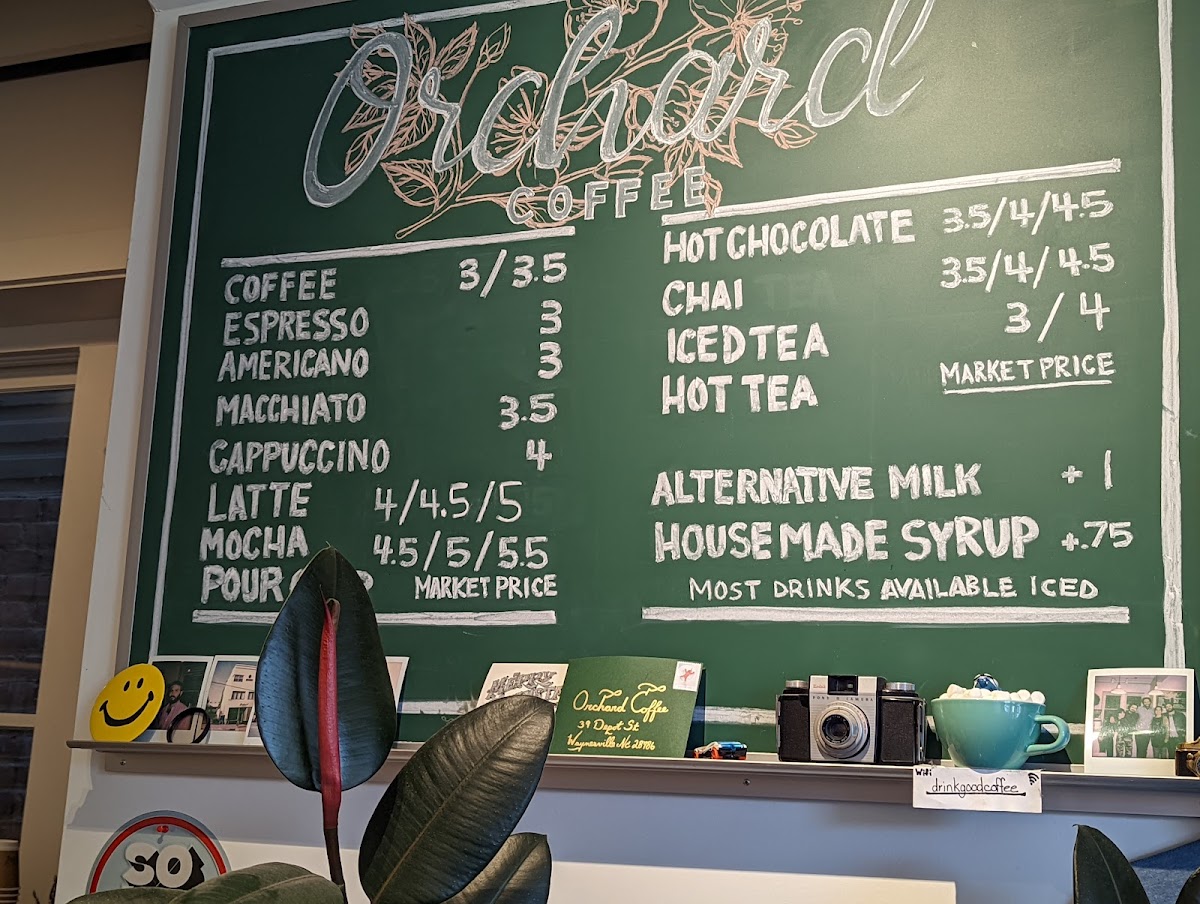 Orchard
COFFEE
COFFEE 3/3.5
ESPRESSO 3
AMERICANO 3
MACCHIATO 3.5
CAPPUCCINO 4
LATTE 4/4.5/5
MOCHA 4.5/5/5.5
POUR MARKET PRICE
HOT CHOCOLATE 3.5/4/4.5
CHAI 3.5/4/4.5
ICED TEA 3/4
HOT TEA MARKET PRICE
ALTERNATIVE MILK +1
HOUSEMADE SYRUP +.75
MOST DRINKS AVAILABLE ICED
Orchard Coffee
39 Depot St
Waynesville NC 28786
WiFi
drinkgoodcoffee
SO